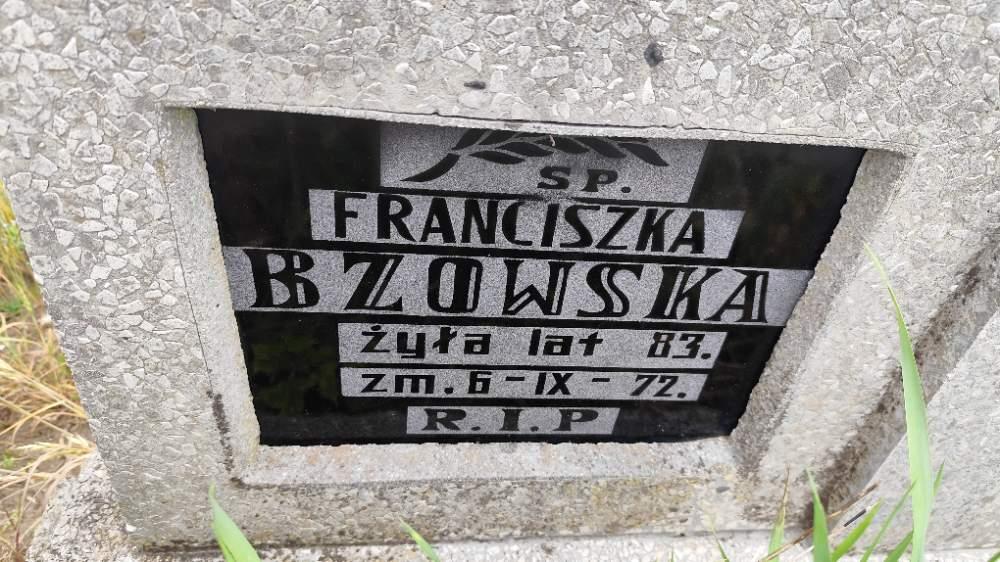 SP.
FRANCISZKA
BZOWSKA
żyła lat 83.
zm. 6-IX-72.
R.I.P